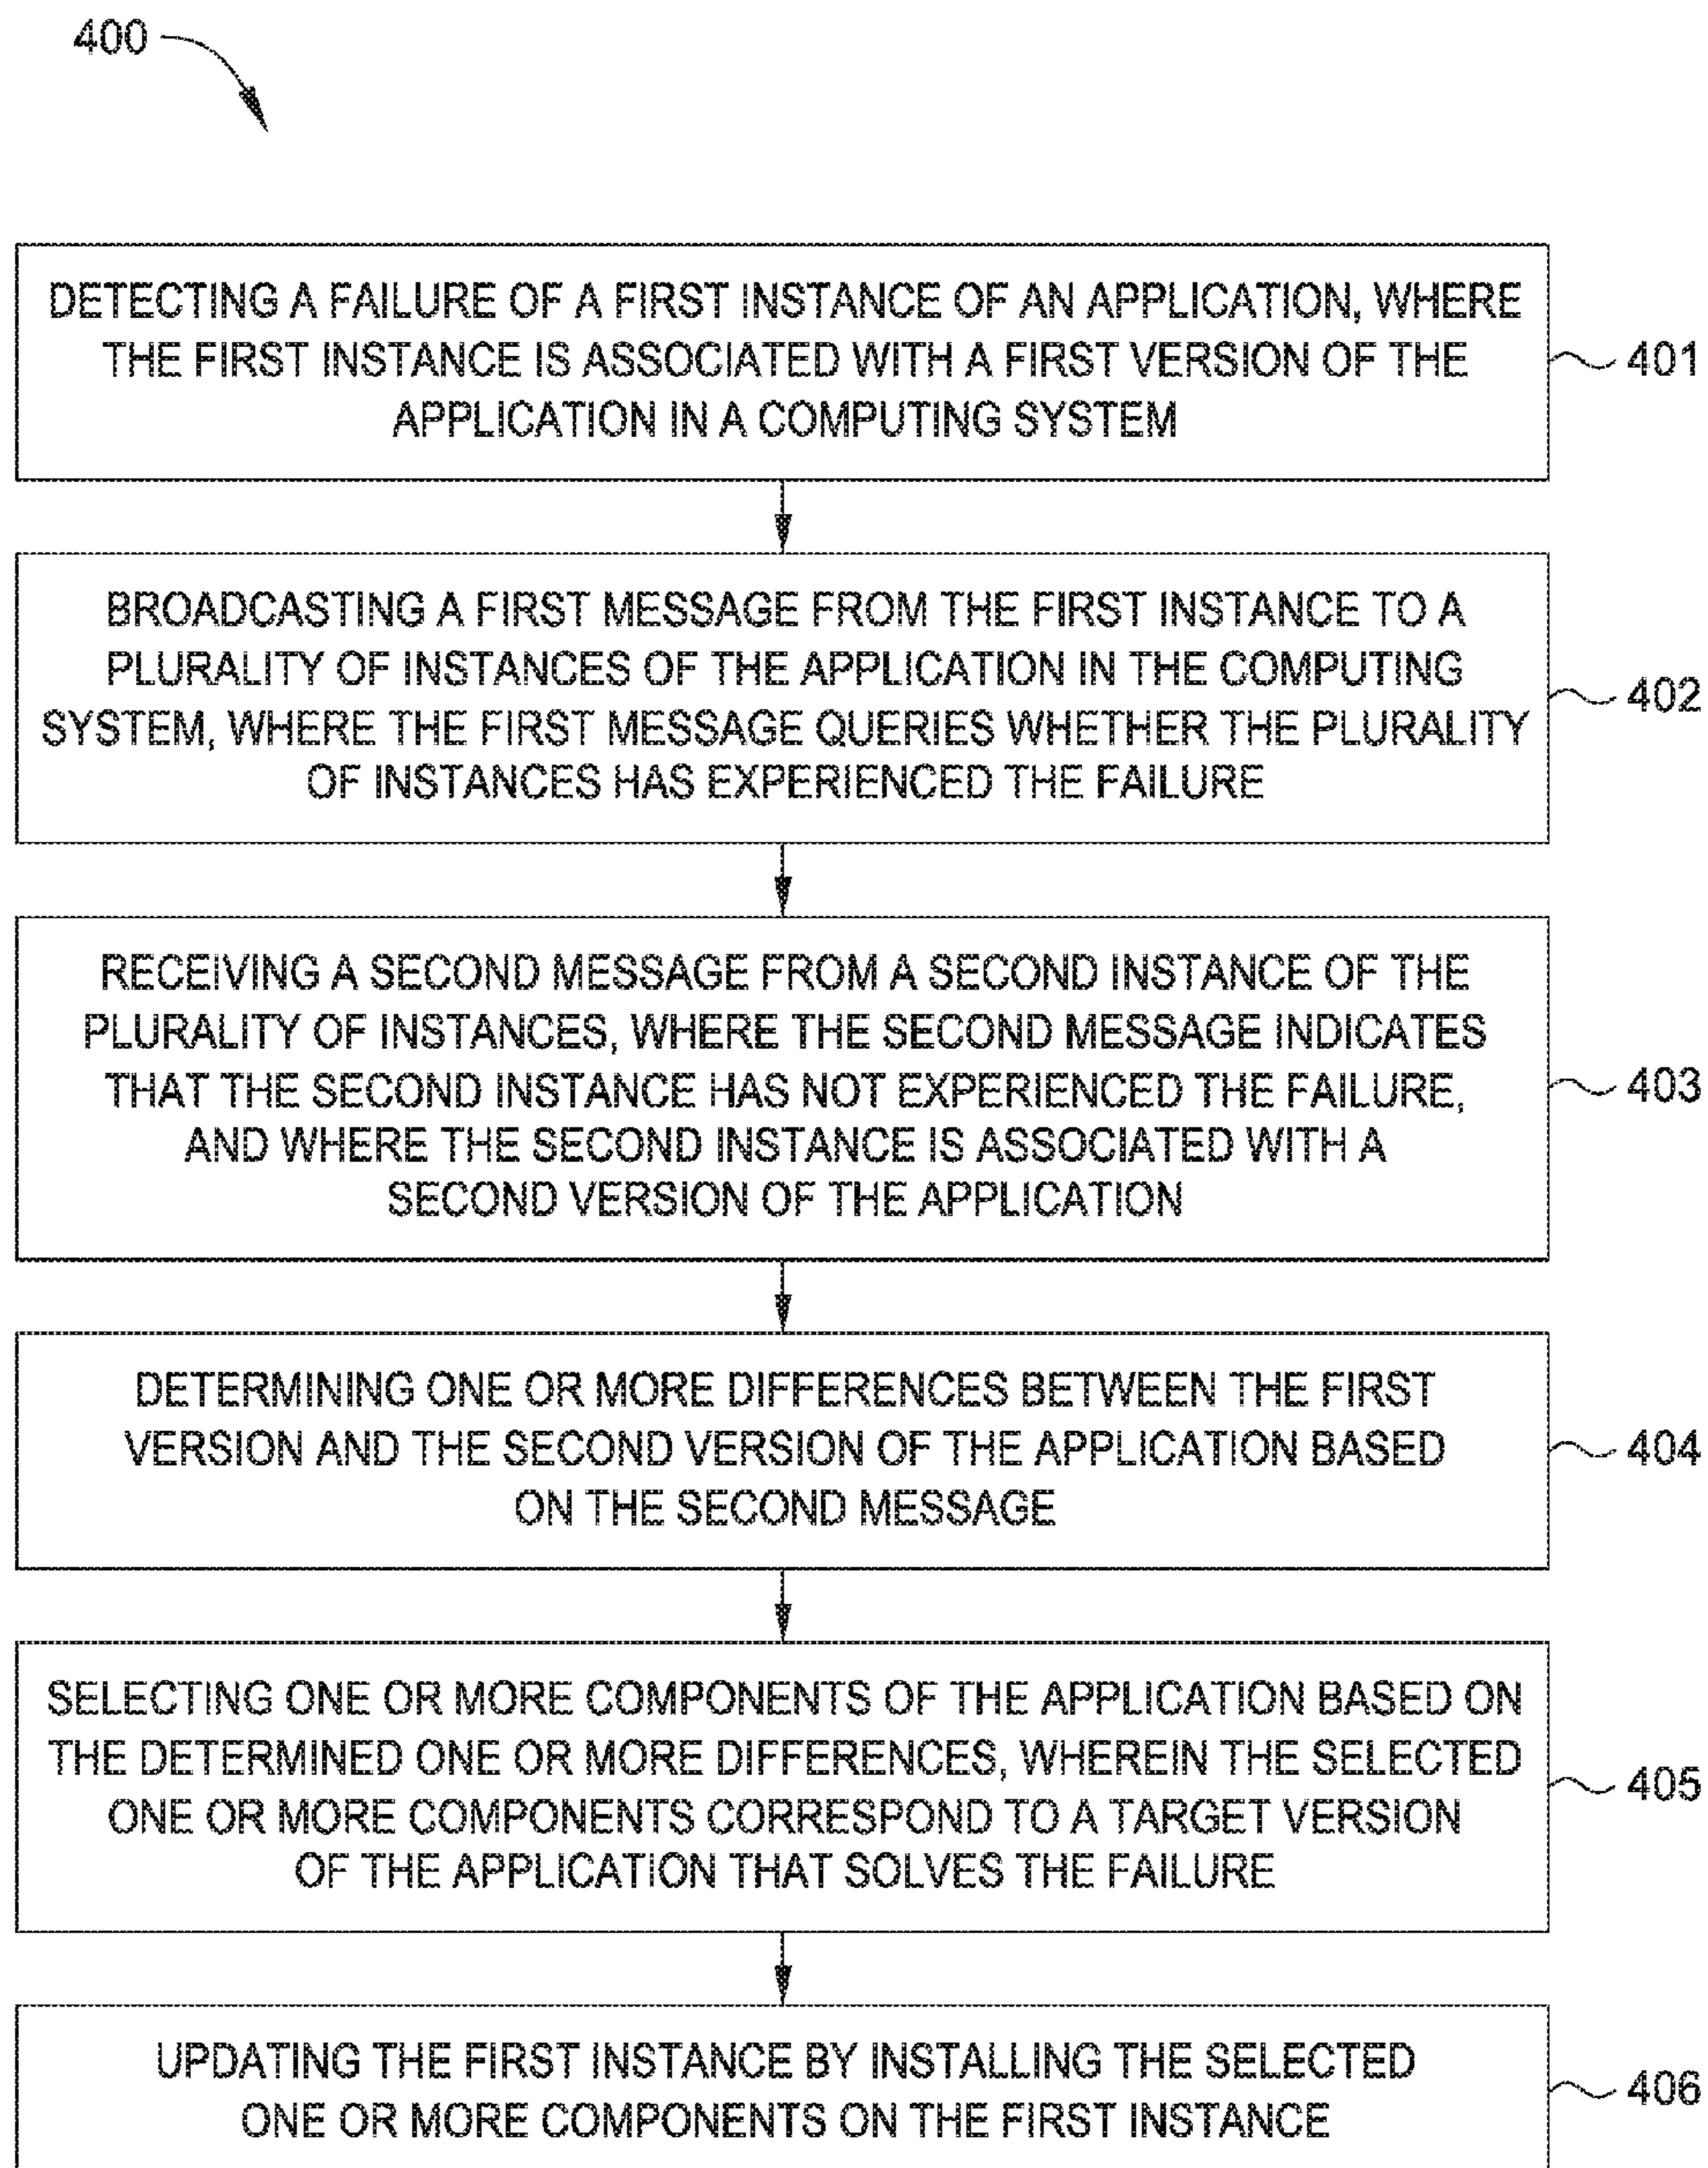 400
DETECTING A FAILURE OF A FIRST INSTANCE OF AN APPLICATION, WHERE
THE FIRST INSTANCE IS ASSOCIATED WITH A FIRST VERSION OF THE
APPLICATION IN A COMPUTING SYSTEM
401
BROADCASTING A FIRST MESSAGE FROM THE FIRST INSTANCE TO A
PLURALITY OF INSTANCES OF THE APPLICATION IN THE COMPUTING
SYSTEM, WHERE THE FIRST MESSAGE QUERIES WHETHER THE PLURALITY
OF INSTANCES HAS EXPERIENCED THE FAILURE
402
RECEIVING A SECOND MESSAGE FROM A SECOND INSTANCE OF THE
PLURALITY OF INSTANCES, WHERE THE SECOND MESSAGE INDICATES
THAT THE SECOND INSTANCE HAS NOT EXPERIENCED THE FAILURE,
AND WHERE THE SECOND INSTANCE IS ASSOCIATED WITH A
SECOND VERSION OF THE APPLICATION
403
DETERMINING ONE OR MORE DIFFERENCES BETWEEN THE FIRST
VERSION AND THE SECOND VERSION OF THE APPLICATION BASED
ON THE SECOND MESSAGE
404
SELECTING ONE OR MORE COMPONENTS OF THE APPLICATION BASED ON
THE DETERMINED ONE OR MORE DIFFERENCES, WHEREIN THE SELECTED
ONE OR MORE COMPONENTS CORRESPOND TO A TARGET VERSION
OF THE APPLICATION THAT SOLVES THE FAILURE
405
UPDATING THE FIRST INSTANCE BY INSTALLING THE SELECTED
ONE OR MORE COMPONENTS ON THE FIRST INSTANCE
406